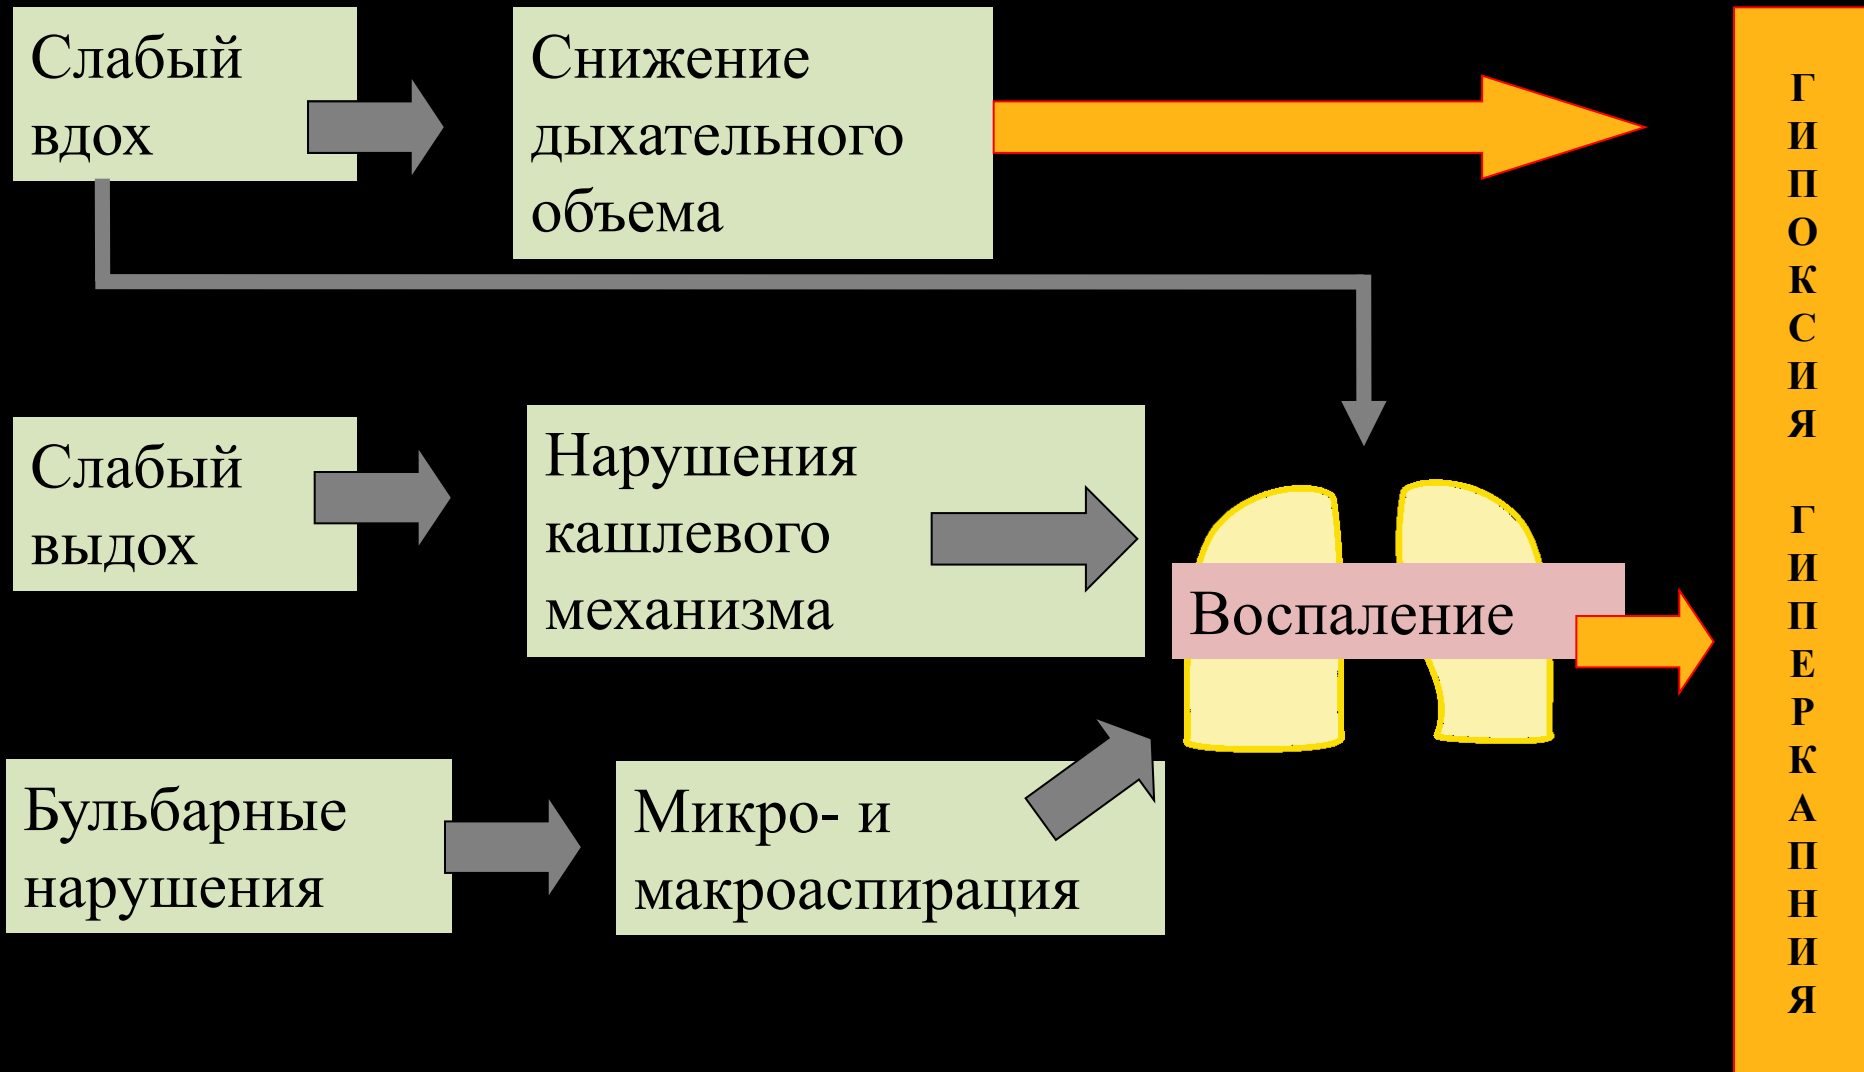 Слабый
вдох
Снижение
дыхательного
объема
Слабый
выдох
Нарушения
кашлевого
механизма
Воспаление
Бульбарные
нарушения
Микро- и
макроаспирация
Г
И
П
О
К
С
И
Я
Г
И
П
Е
Р
К
А
П
Н
И
Я